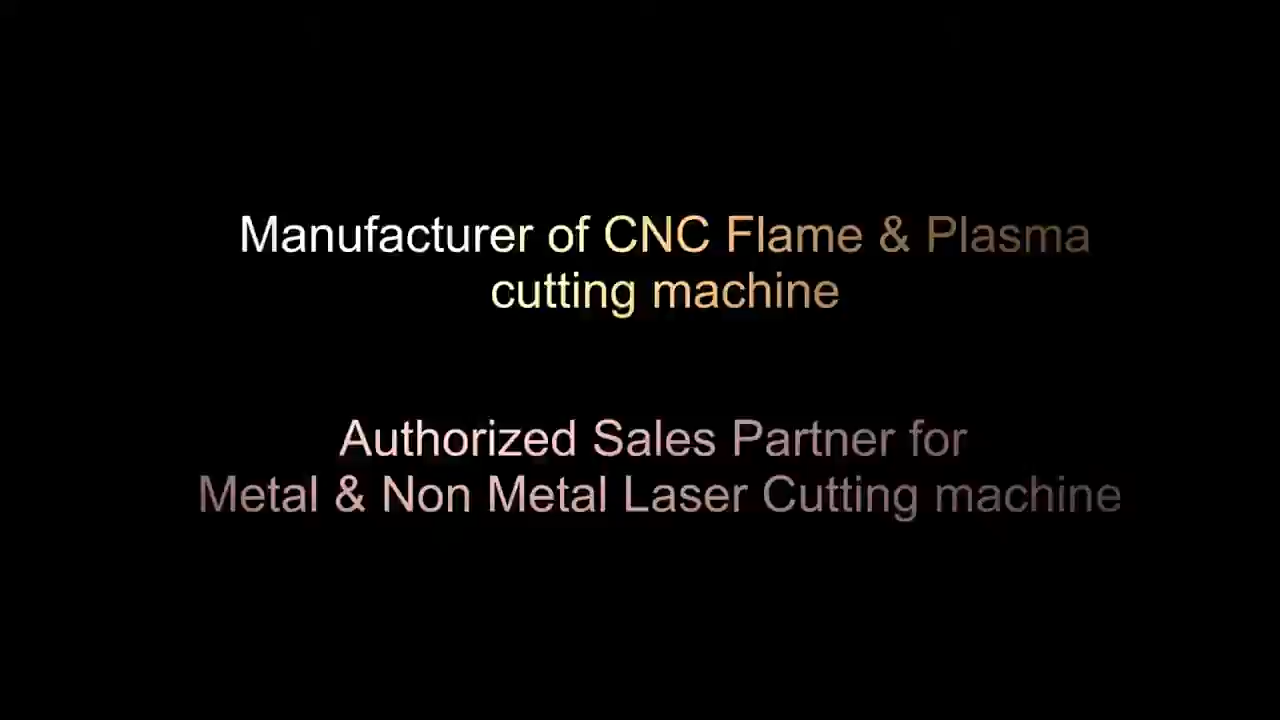 Manufacturer of CNC Flame & Plasma
cutting machine
Authorized Sales Partner for
Metal & Non Metal Laser Cutting machine